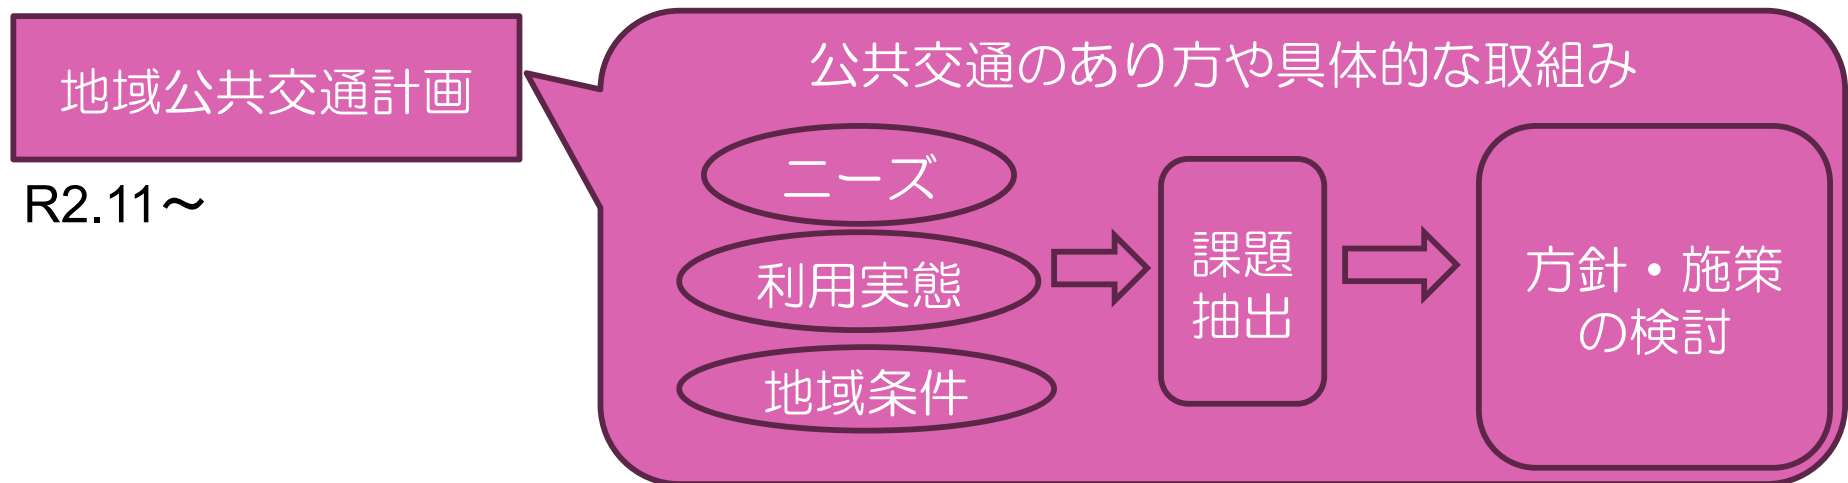 地域公共交通計画
R2.11～
公共交通のあり方や具体的な取組み
ニーズ
利用実態
地域条件
課題
抽出
方針・施策
の検討